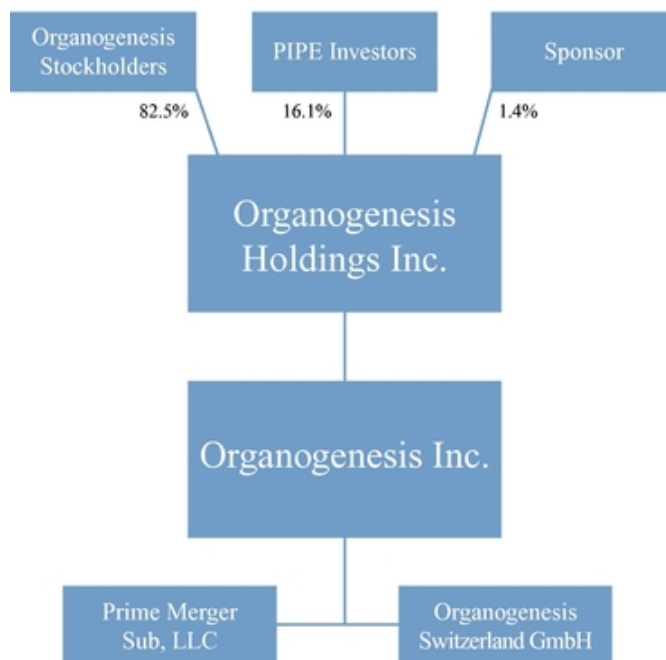 Organogenesis
Stockholders
PIPE Investors
Sponsor
82.5%
16.1%
1.4%
Organogenesis
Holdings Inc.
Organogenesis Inc.
Prime Merger
Sub, LLC
Organogenesis
Switzerland GmbH